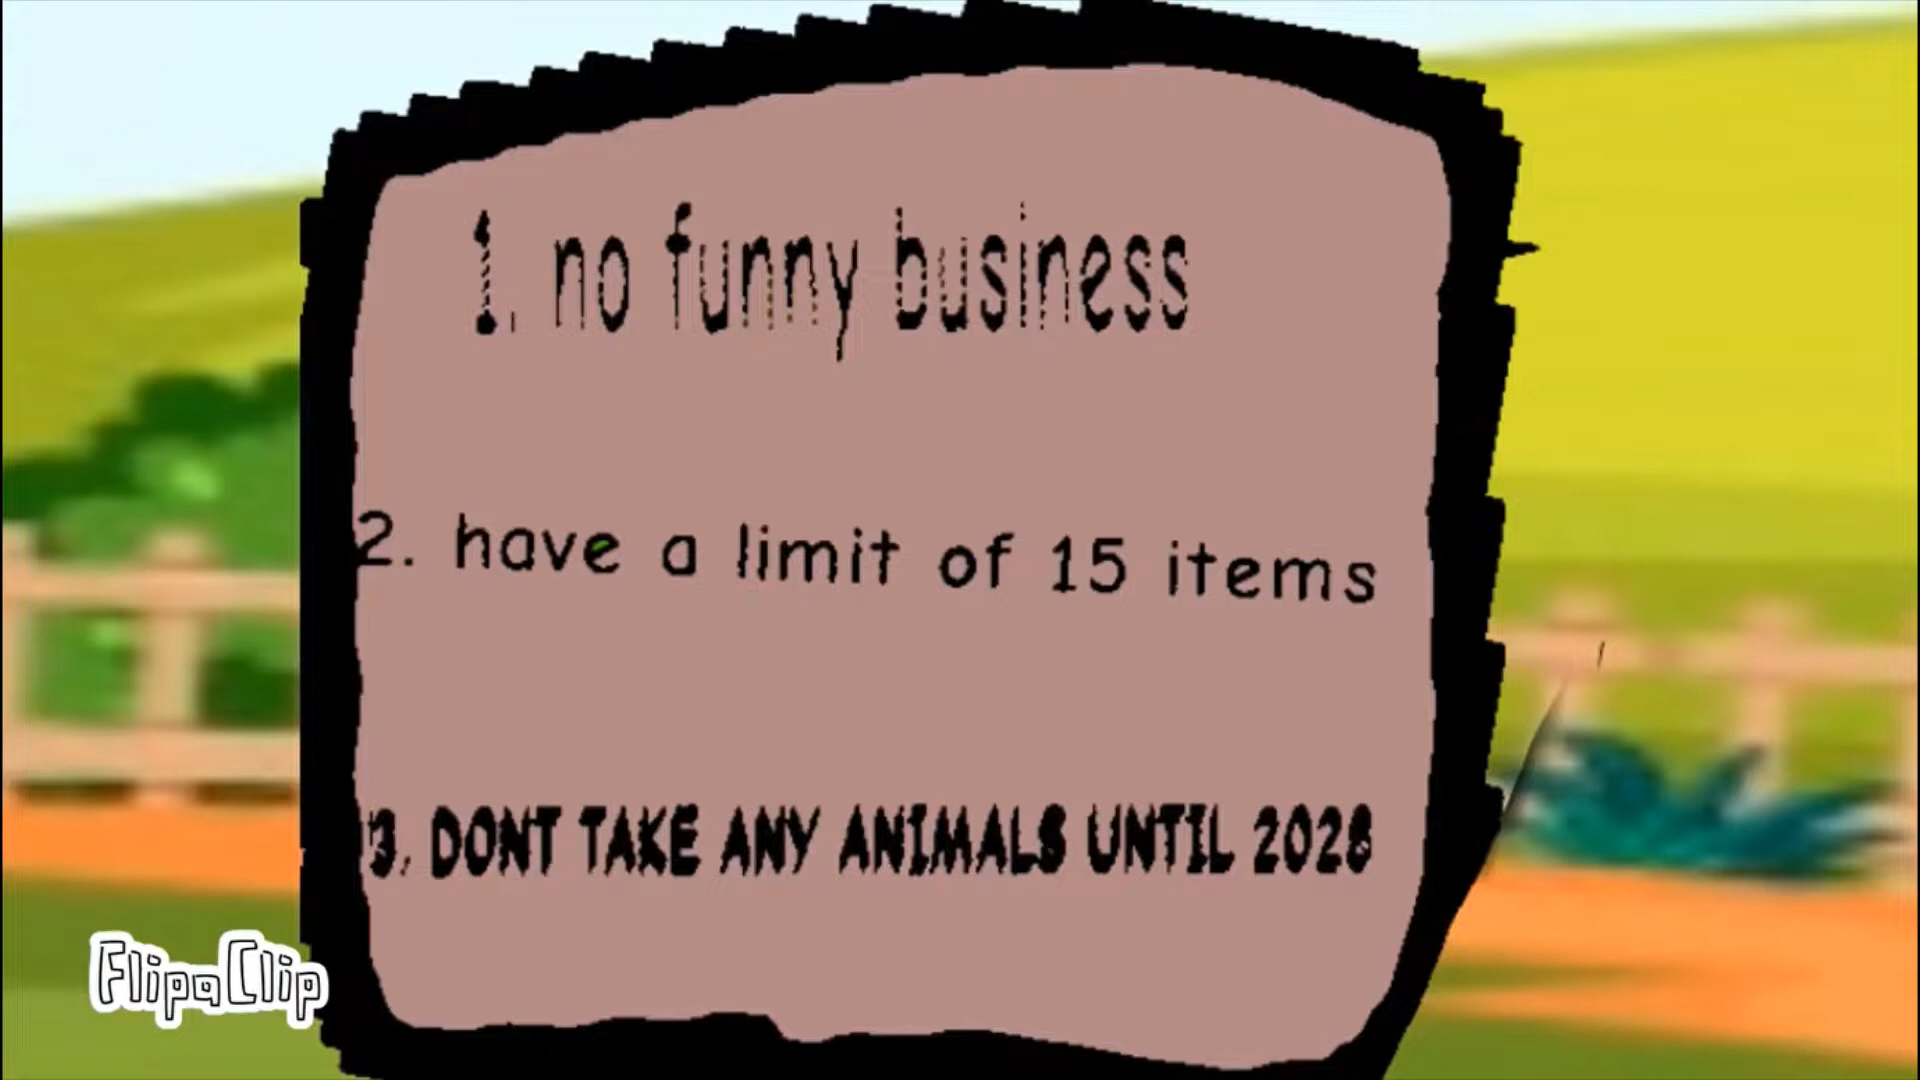 1. no funny business
2. have a limit of 15 items
3. DONT TAKE ANY ANIMALS UNTIL 2028
FlipaClip